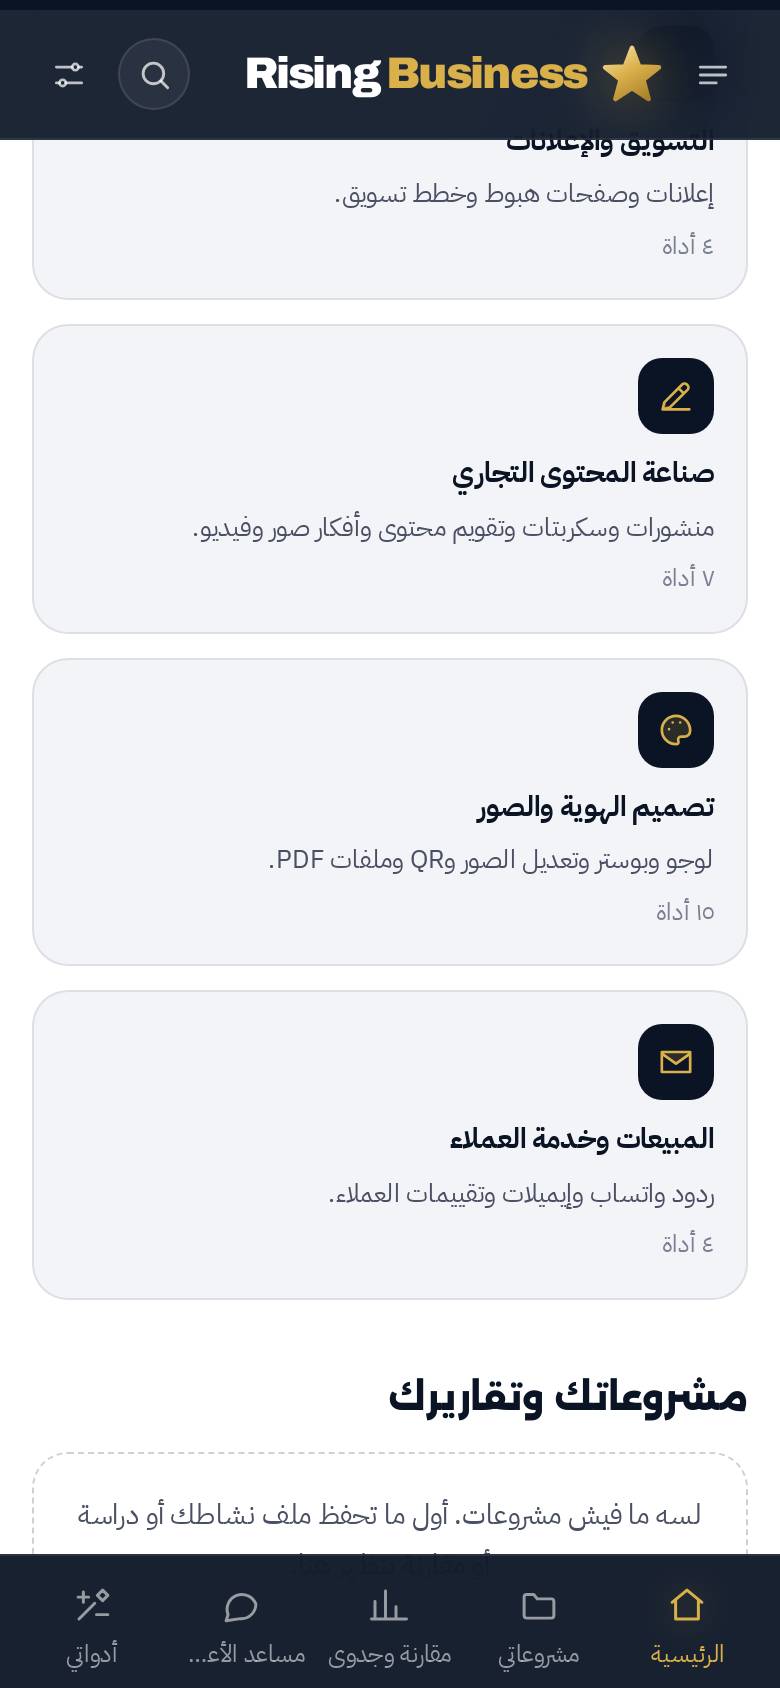 Rising Business
التسويق والإعلانات
إعلانات وصفحات هبوط وخطط تسويق.
٤ أداة
صناعة المحتوى التجاري
منشورات وسكربتات وتقويم محتوى وأفكار صور وفيديو.
٧ أداة
تصميم الهوية والصور
لوجو وبوستر وتعديل الصور وQR وملفات PDF.
١٥ أداة
المبيعات وخدمة العملاء
ردود واتساب وإيميلات وتقييمات العملاء.
٤ أداة
مشروعاتك وتقاريرك
لسه ما فيش مشروعات. أول ما تحفظ ملف نشاطك أو دراسة
أو مقارنة هنا.
الرئيسية
مشروعاتي
مقارنة وجدوى
مساعد الأع...
أدواتي